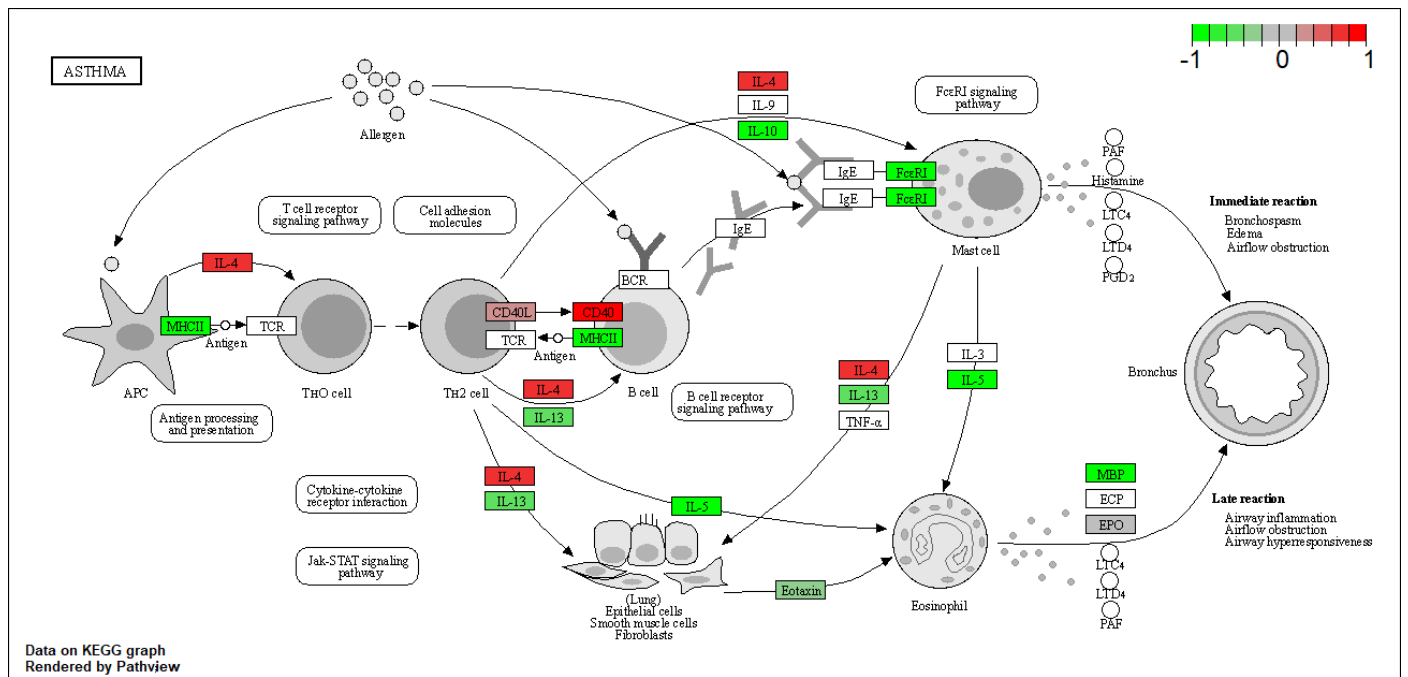 ASTHMA
-1 0 1
Allergen
IL-4
IL-9
IL-10
FcεRI signaling
pathway
IgE
FcεRI
IgE
FcεRI
Mast cell
PAF
Histamine
LTC4
LTD4
PGD2
Immediate reaction
Bronchospasm
Edema
Airflow obstruction
T cell receptor
signaling pathway
Cell adhesion
molecules
IgE
BCR
IL-4
MHCII
Antigen
TCR
APC
TH0 cell
CD40L
CD40
TCR
Antigen
MHCII
TH2 cell
B cell
IL-4
IL-13
B cell receptor
signaling pathway
Antigen processing
and presentation
IL-4
IL-13
TNF-α
IL-3
IL-5
Bronchus
Cytokine-cytokine
receptor interaction
Jak-STAT signaling
pathway
IL-4
IL-13
IL-5
(Lung)
Epithelial cells
Smooth muscle cells
Fibroblasts
Eotaxin
Eosinophil
MBP
ECP
EPO
LTC4
LTD4
PAF
Late reaction
Airway inflammation
Airflow obstruction
Airway hyperresponsiveness
Data on KEGG graph
Rendered by Pathview